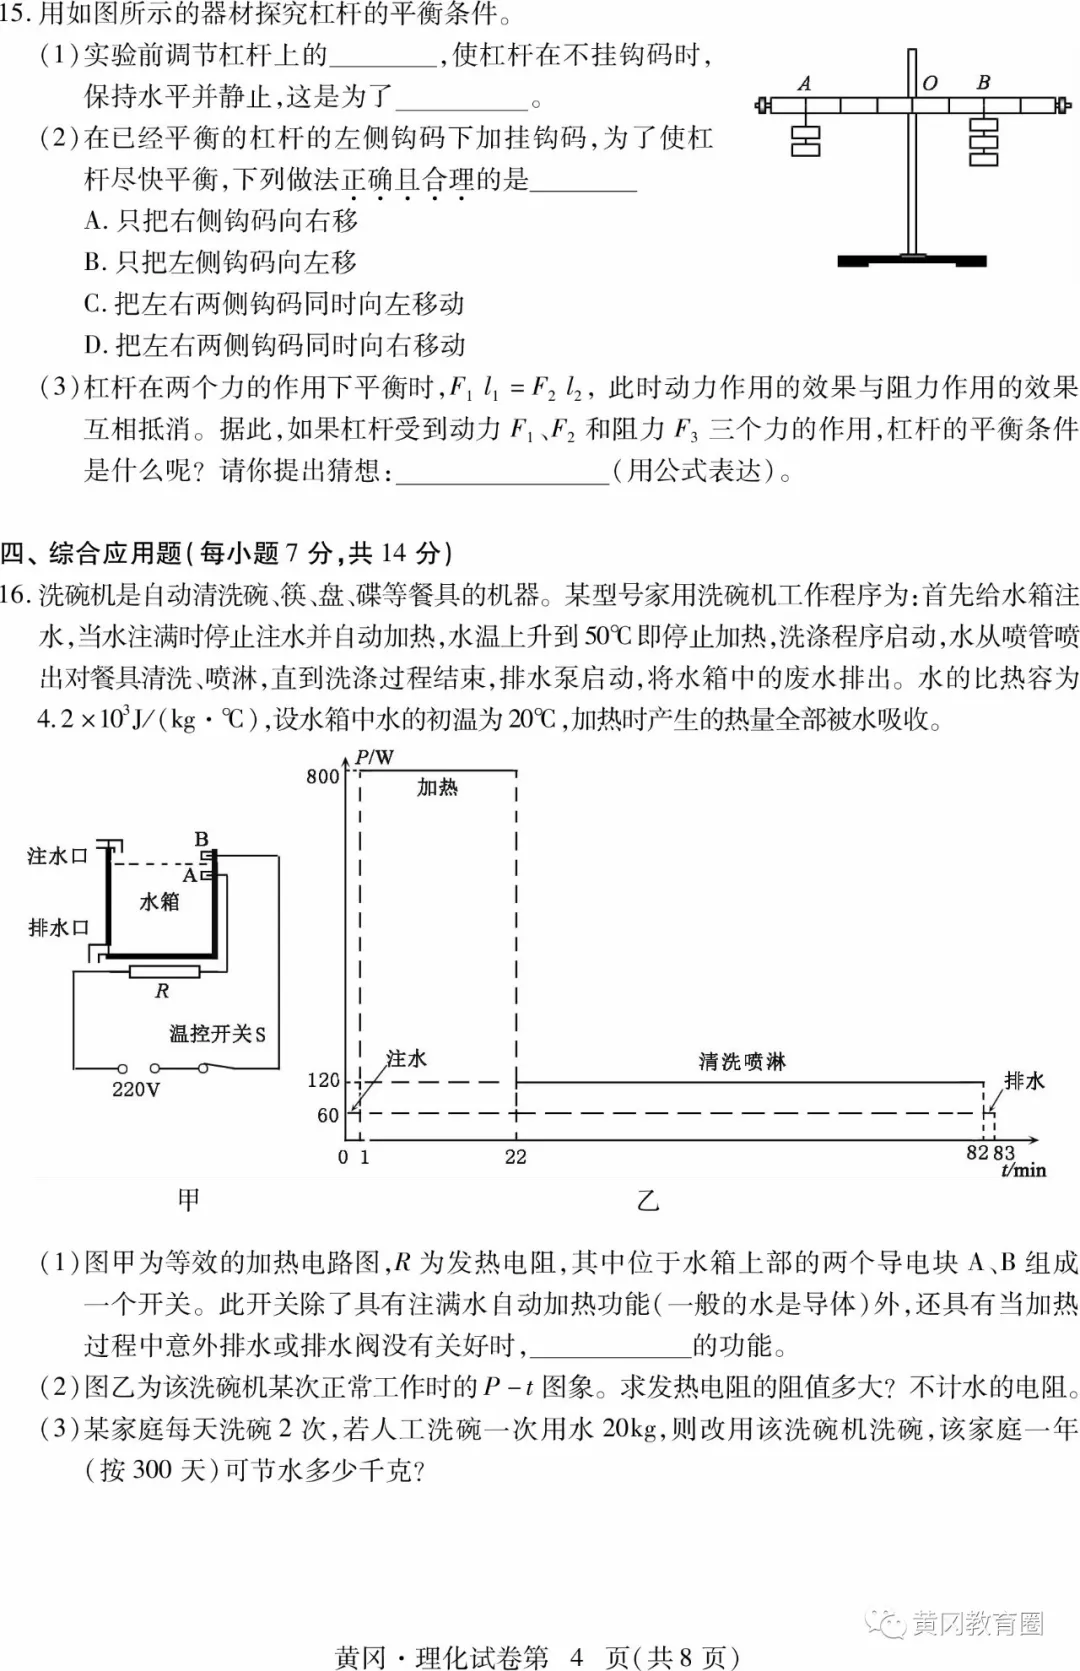 15. 用如图所示的器材探究杠杆的平衡条件。
(1)实验前调节杠杆上的________,使杠杆在不挂钩码时,
保持水平并静止,这是为了__________。
(2)在已经平衡的杠杆的左侧钩码下加挂钩码,为了使杠
杆尽快平衡,下列做法正确且合理的是________
A. 只把右侧钩码向右移
B. 只把左侧钩码向左移
C. 把左右两侧钩码同时向左移动
D. 把左右两侧钩码同时向右移动
A O B
(3)杠杆在两个力的作用下平衡时,F₁ l₁ = F₂ l₂, 此时动力作用的效果与阻力作用的效果
互相抵消。据此,如果杠杆受到动力 F₁、F₂ 和阻力 F₃ 三个力的作用,杠杆的平衡条件
是什么呢? 请你提出猜想:________________(用公式表达)。
四、综合应用题(每小题 7 分,共 14 分)
16. 洗碗机是自动清洗碗、筷、盘、碟等餐具的机器。某型号家用洗碗机工作程序为:首先给水箱注
水,当水注满时停止注水并自动加热,水温上升到 50℃即停止加热,洗涤程序启动,水从喷管喷
出对餐具清洗、喷淋,直到洗涤过程结束,排水泵启动,将水箱中的废水排出。水的比热容为
4.2×10³J/(kg·℃),设水箱中水的初温为 20℃,加热时产生的热量全部被水吸收。
注水口
B
A
水箱
排水口
R
温控开关S
220V
甲
P/W
800
加热
注水
清洗喷淋
120
排水
60
0 1 22 82 83
t/min
乙
(1)图甲为等效的加热电路图,R 为发热电阻,其中位于水箱上部的两个导电块 A、B 组成
一个开关。此开关除了具有注满水自动加热功能(一般的水是导体)外,还具有当加热
过程中意外排水或排水阀没有关好时,____________的功能。
(2)图乙为该洗碗机某次正常工作时的 P-t 图象。求发热电阻的阻值多大? 不计水的电阻。
(3)某家庭每天洗碗 2 次,若人工洗碗一次用水 20kg,则改用该洗碗机洗碗,该家庭一年
(按 300 天)可节水多少千克?
黄冈教育圈
黄冈·理化试卷第 4 页(共 8 页)